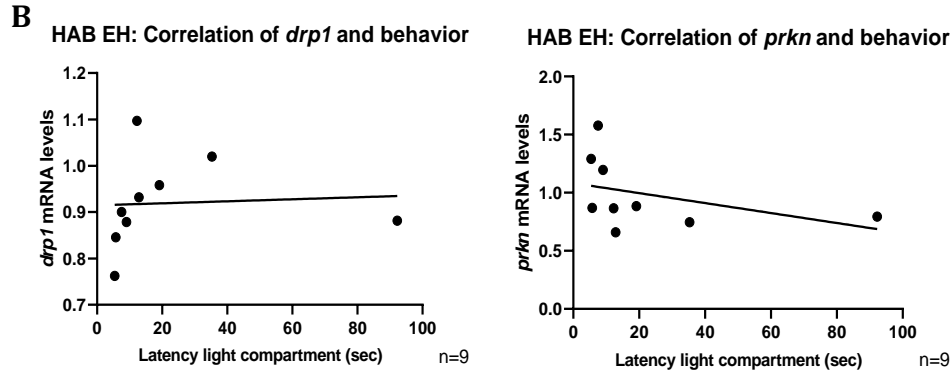 B
HAB EH: Correlation of drp1 and behavior
drp1 mRNA levels
1.2
1.1
1.0
0.9
0.8
0.7
0 20 40 60 80 100
Latency light compartment (sec)
n=9
HAB EH: Correlation of prkn and behavior
prkn mRNA levels
2.0
1.5
1.0
0.5
0.0
0 20 40 60 80 100
Latency light compartment (sec)
n=9